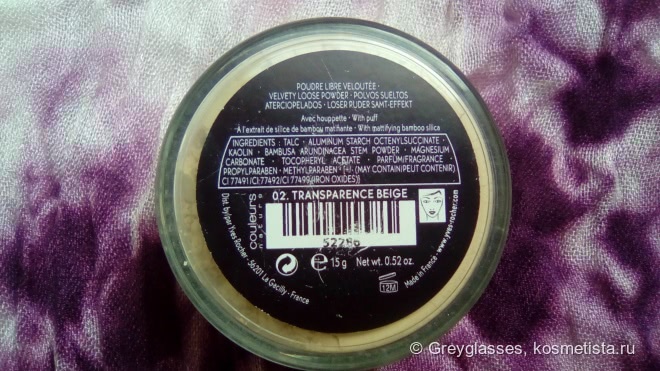 POUDRE LIBRE VELOUTÉE ·
VELVETY LOOSE POWDER · POLVOS SUELTOS
ATERCIOPELADOS · LOSER PUDER SAMT-EFFEKT
Avec houppette · With puff
À l'extrait de silice de bambou matifiante · With mattifying bamboo silica
INGREDIENTS : TALC · ALUMINUM STARCH OCTENYLSUCCINATE ·
KAOLIN · BAMBUSA ARUNDINACEA STEM POWDER · MAGNESIUM
CARBONATE · TOCOPHERYL ACETATE · PARFUM/FRAGRANCE ·
PROPYLPARABEN · METHYLPARABEN · [+/- (MAY CONTAIN/PEUT CONTENIR)
CI 77491/CI 77492/CI 77499 (IRON OXIDES)]
02. TRANSPARENCE BEIGE
couleurs
nature
52286
15 g Net wt. 0.52 oz.
12M
Dist. by/par Yves Rocher · 56201 La Gacilly · France
Made in France · www.yves-rocher.com
© Greyglasses, kosmetista.ru